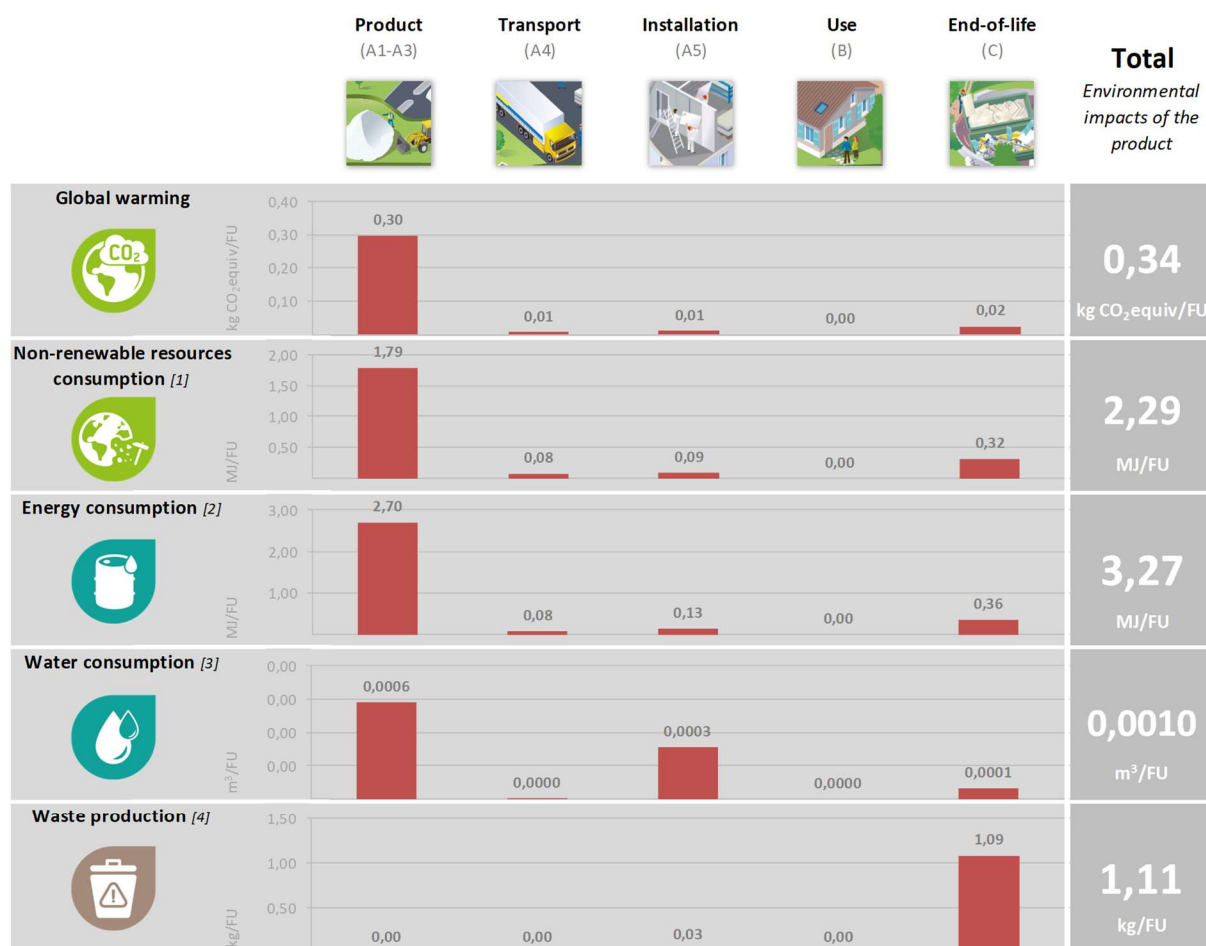 Product
(A1-A3)
Transport
(A4)
Installation
(A5)
Use
(B)
End-of-life
(C)
Total
Environmental
impacts of the
product
Global warming
CO₂
kg CO₂equiv/FU
0,40
0,30
0,20
0,10
0,30
0,01
0,01
0,00
0,02
0,34
kg CO₂equiv/FU
Non-renewable resources
consumption [1]
MJ/FU
2,00
1,50
1,00
0,50
1,79
0,08
0,09
0,00
0,32
2,29
MJ/FU
Energy consumption [2]
MJ/FU
3,00
2,00
1,00
2,70
0,08
0,13
0,00
0,36
3,27
MJ/FU
Water consumption [3]
m³/FU
0,00
0,00
0,00
0,00
0,0006
0,0000
0,0003
0,0000
0,0001
0,0010
m³/FU
Waste production [4]
kg/FU
1,50
1,00
0,50
0,00
0,00
0,03
0,00
1,09
1,11
kg/FU